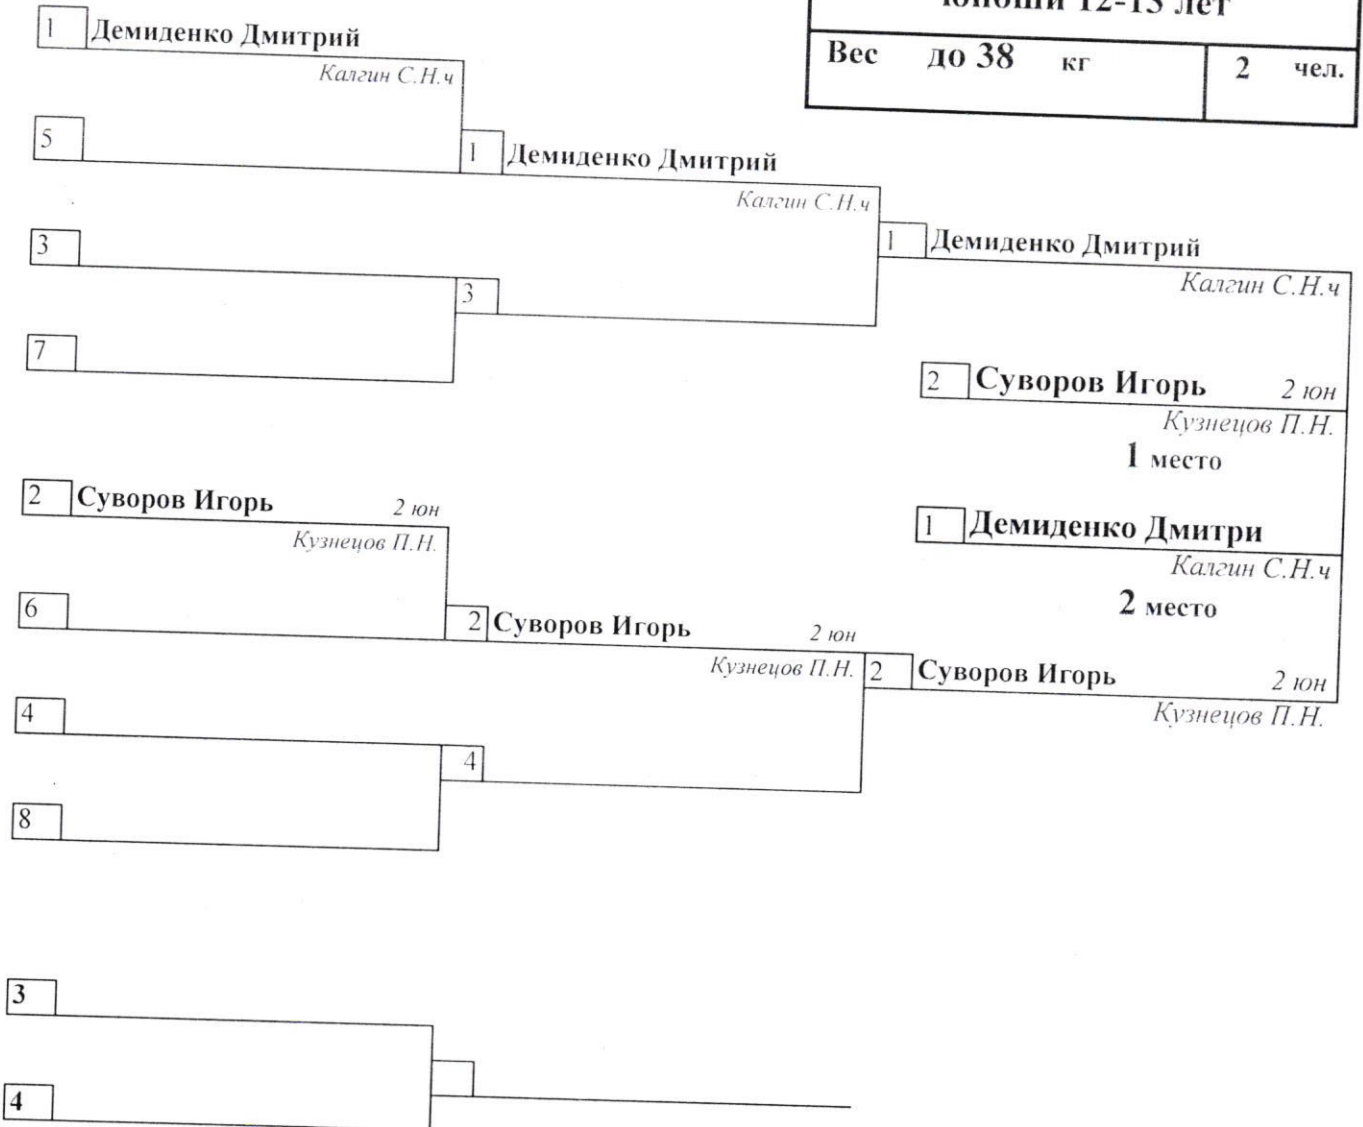 юноши 12-13 лет
Вес до 38 кг 2 чел.
1 Демиденко Дмитрий
Калгин С.Н.ч
5
1 Демиденко Дмитрий
Калгин С.Н.ч
3
1 Демиденко Дмитрий
Калгин С.Н.ч
3
7
2 Суворов Игорь 2 юн
Кузнецов П.Н.
1 место
2 Суворов Игорь 2 юн
Кузнецов П.Н.
1 Демиденко Дмитри
Калгин С.Н.ч
2 место
6
2 Суворов Игорь 2 юн
Кузнецов П.Н.
2 Суворов Игорь 2 юн
Кузнецов П.Н.
4
4
8
3
4